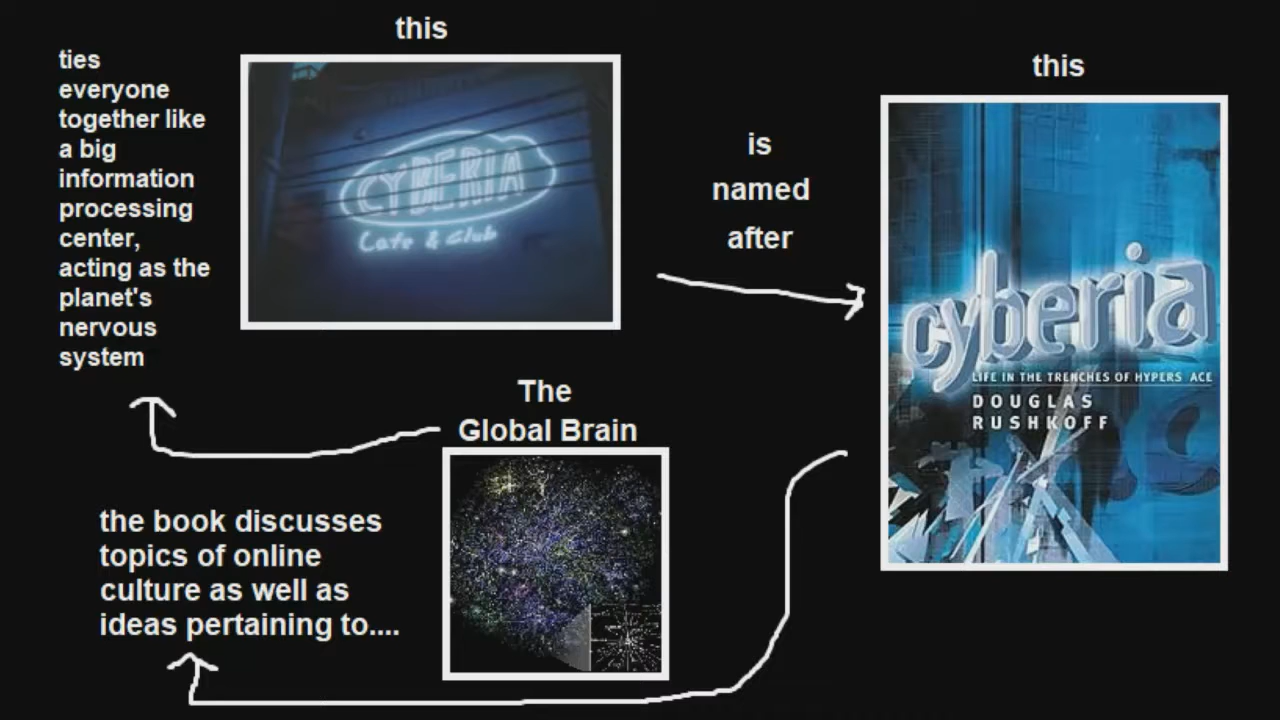 this
ties
everyone
together like
a big
information
processing
center,
acting as the
planet's
nervous
system
CYBERIA
Cafe & Club
is
named
after
this
cyberia
LIFE IN THE TRENCHES OF HYPERS ACE
DOUGLAS
RUSHKOFF
The
Global Brain
the book discusses
topics of online
culture as well as
ideas pertaining to....